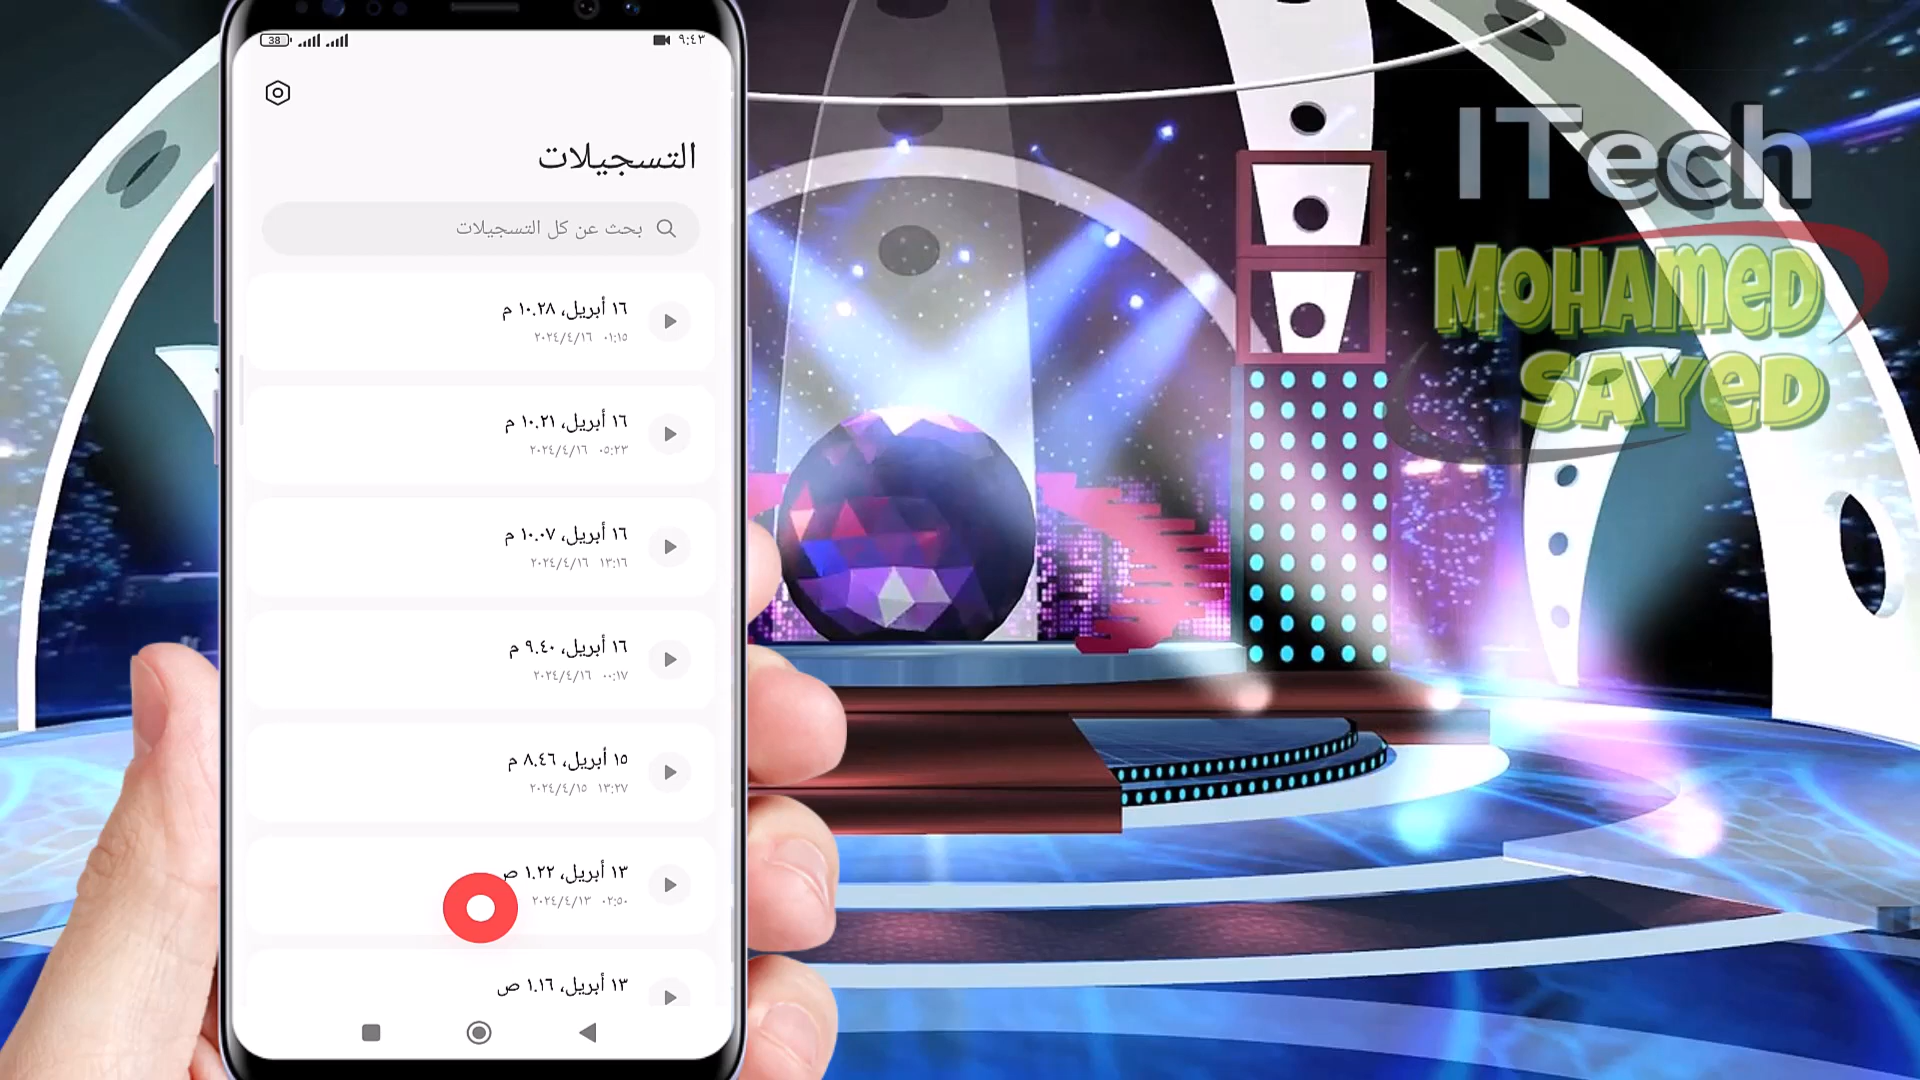 38
٩:٤٣
التسجيلات
بحث عن كل التسجيلات
١٦ أبريل، ١٠.٢٨ م
٠١:١٥ ٢٠٢٤/٤/١٦
١٦ أبريل، ١٠.٢١ م
٠٥:٢٣ ٢٠٢٤/٤/١٦
١٦ أبريل، ١٠.٠٧ م
١٣:١٦ ٢٠٢٤/٤/١٦
١٦ أبريل، ٩.٤٠ م
٠٠:١٧ ٢٠٢٤/٤/١٦
١٥ أبريل، ٨.٤٦ م
١٣:٢٧ ٢٠٢٤/٤/١٥
١٣ أبريل، ١.٢٢ ص
٠٢:٥٠ ٢٠٢٤/٤/١٣
١٣ أبريل، ١.١٦ ص
ITech
MOHAMeD
SAYeD